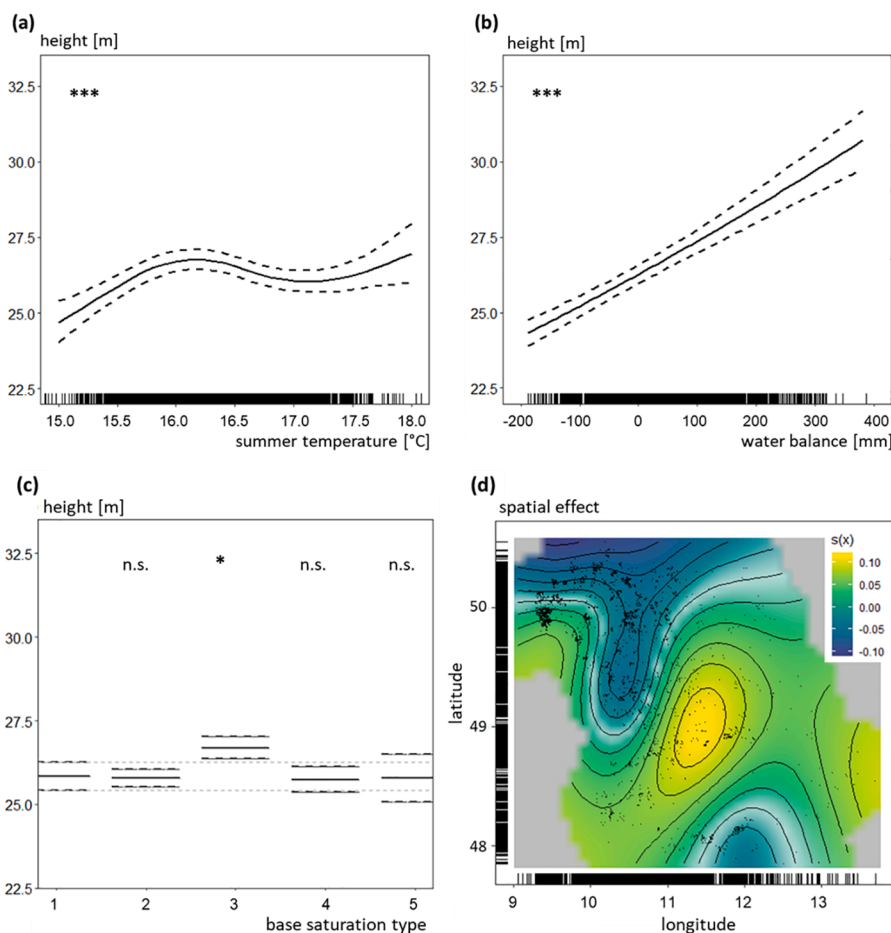 (a)
height [m]
***
32.5
30.0
27.5
25.0
22.5
15.0 15.5 16.0 16.5 17.0 17.5 18.0
summer temperature [°C]
(b)
height [m]
***
32.5
30.0
27.5
25.0
22.5
-200 -100 0 100 200 300 400
water balance [mm]
(c)
height [m]
n.s. * n.s. n.s.
32.5
30.0
27.5
25.0
22.5
1 2 3 4 5
base saturation type
(d)
spatial effect
s(x)
0.10
0.05
0.00
-0.05
-0.10
50
49
48
latitude
9 10 11 12 13
longitude